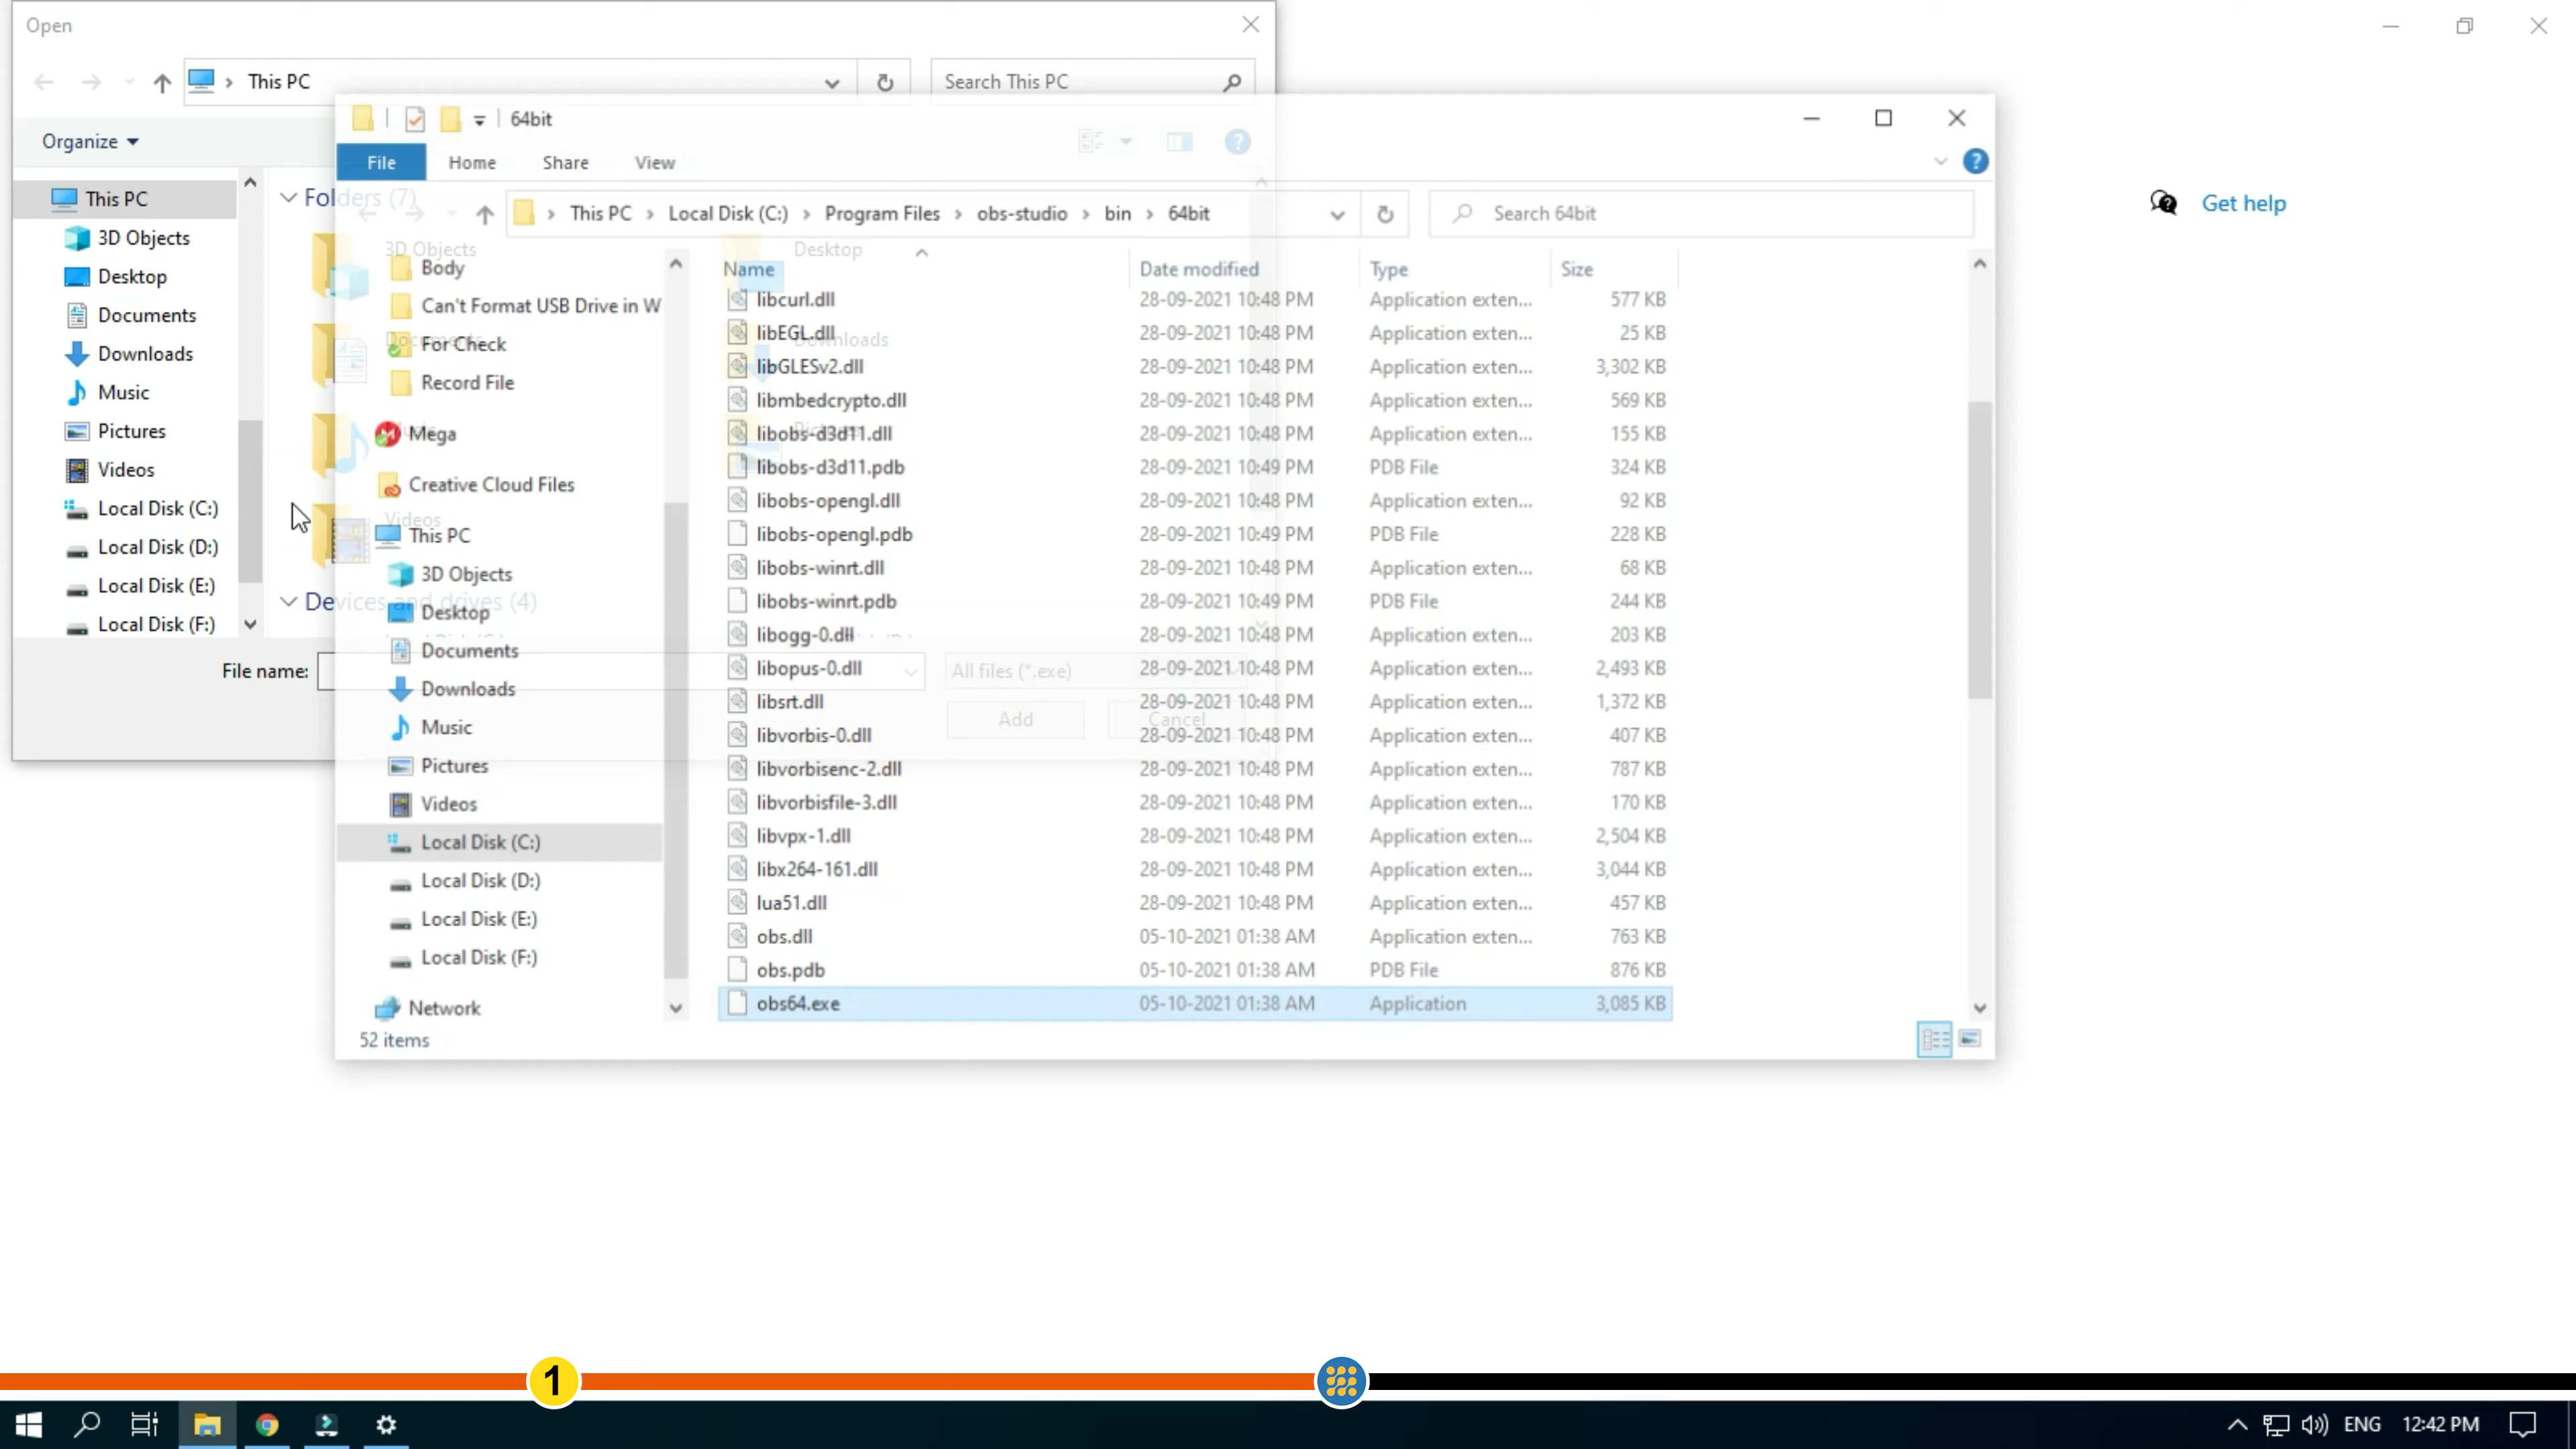 Open
This PC
Search This PC
Organize
This PC
3D Objects
Desktop
Documents
Downloads
Music
Pictures
Videos
Local Disk (C:)
Local Disk (D:)
Local Disk (E:)
Local Disk (F:)
Folders (7)
3D Objects
Desktop
Downloads
Videos
Devices and drives (4)
File name:
All files (*.exe)
Add
Cancel
64bit
File Home Share View
This PC Local Disk (C:) Program Files obs-studio bin 64bit
Search 64bit
Body
Can't Format USB Drive in W
For Check
Record File
Mega
Creative Cloud Files
This PC
3D Objects
Desktop
Documents
Downloads
Music
Pictures
Videos
Local Disk (C:)
Local Disk (D:)
Local Disk (E:)
Local Disk (F:)
Network
52 items
Name Date modified Type Size
libcurl.dll 28-09-2021 10:48 PM Application exten... 577 KB
libEGL.dll 28-09-2021 10:48 PM Application exten... 25 KB
libGLESv2.dll 28-09-2021 10:48 PM Application exten... 3,302 KB
libmbedcrypto.dll 28-09-2021 10:48 PM Application exten... 569 KB
libobs-d3d11.dll 28-09-2021 10:48 PM Application exten... 155 KB
libobs-d3d11.pdb 28-09-2021 10:49 PM PDB File 324 KB
libobs-opengl.dll 28-09-2021 10:48 PM Application exten... 92 KB
libobs-opengl.pdb 28-09-2021 10:49 PM PDB File 228 KB
libobs-winrt.dll 28-09-2021 10:48 PM Application exten... 68 KB
libobs-winrt.pdb 28-09-2021 10:49 PM PDB File 244 KB
libogg-0.dll 28-09-2021 10:48 PM Application exten... 203 KB
libopus-0.dll 28-09-2021 10:48 PM Application exten... 2,493 KB
libsrt.dll 28-09-2021 10:48 PM Application exten... 1,372 KB
libvorbis-0.dll 28-09-2021 10:48 PM Application exten... 407 KB
libvorbisenc-2.dll 28-09-2021 10:48 PM Application exten... 787 KB
libvorbisfile-3.dll 28-09-2021 10:48 PM Application exten... 170 KB
libvpx-1.dll 28-09-2021 10:48 PM Application exten... 2,504 KB
libx264-161.dll 28-09-2021 10:48 PM Application exten... 3,044 KB
lua51.dll 28-09-2021 10:48 PM Application exten... 457 KB
obs.dll 05-10-2021 01:38 AM Application exten... 763 KB
obs.pdb 05-10-2021 01:38 AM PDB File 876 KB
obs64.exe 05-10-2021 01:38 AM Application 3,085 KB
Get help
1
ENG 12:42 PM